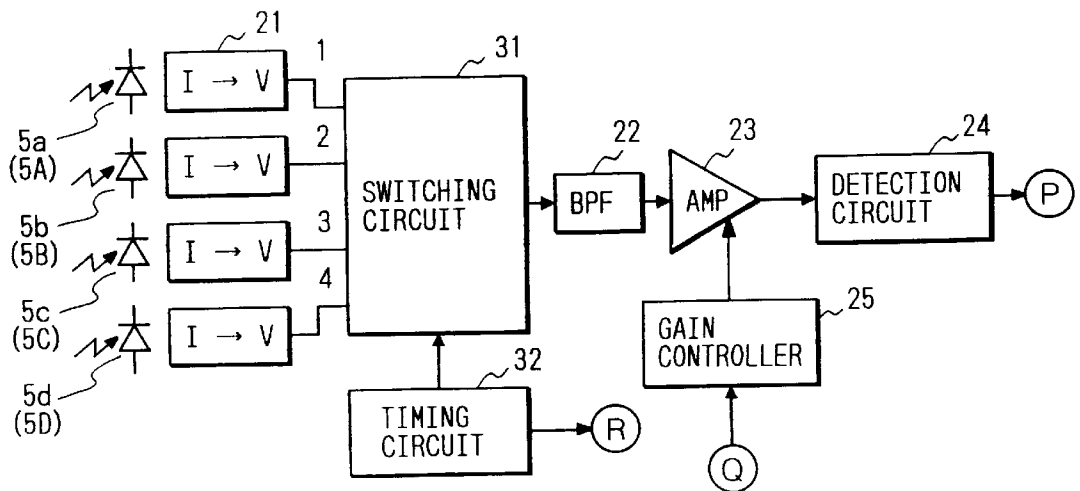 21
1
31
I → V
5a
(5A)
2
I → V
5b
(5B)
3
I → V
5c
(5C)
4
I → V
5d
(5D)
SWITCHING
CIRCUIT
22
BPF
23
AMP
24
DETECTION
CIRCUIT
P
25
GAIN
CONTROLLER
Q
32
TIMING
CIRCUIT
R